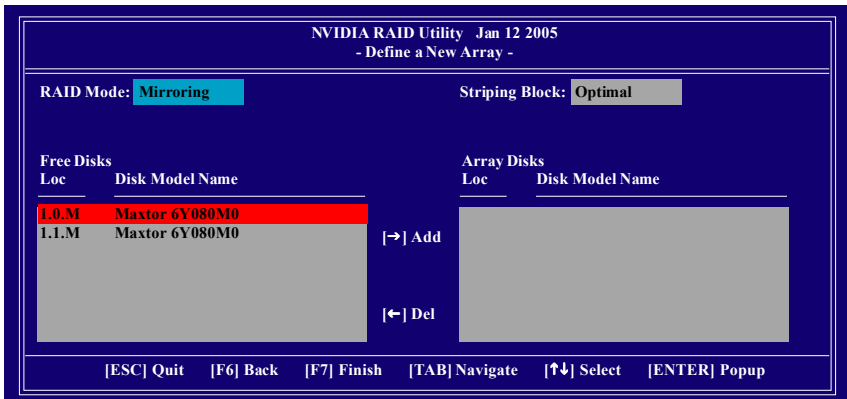 NVIDIA RAID Utility Jan 12 2005
- Define a New Array -
RAID Mode: Mirroring
Striping Block: Optimal
Free Disks
Loc Disk Model Name
1.0.M Maxtor 6Y080M0
1.1.M Maxtor 6Y080M0
[→] Add
[←] Del
Array Disks
Loc Disk Model Name
[ESC] Quit [F6] Back [F7] Finish [TAB] Navigate [↑↓] Select [ENTER] Popup